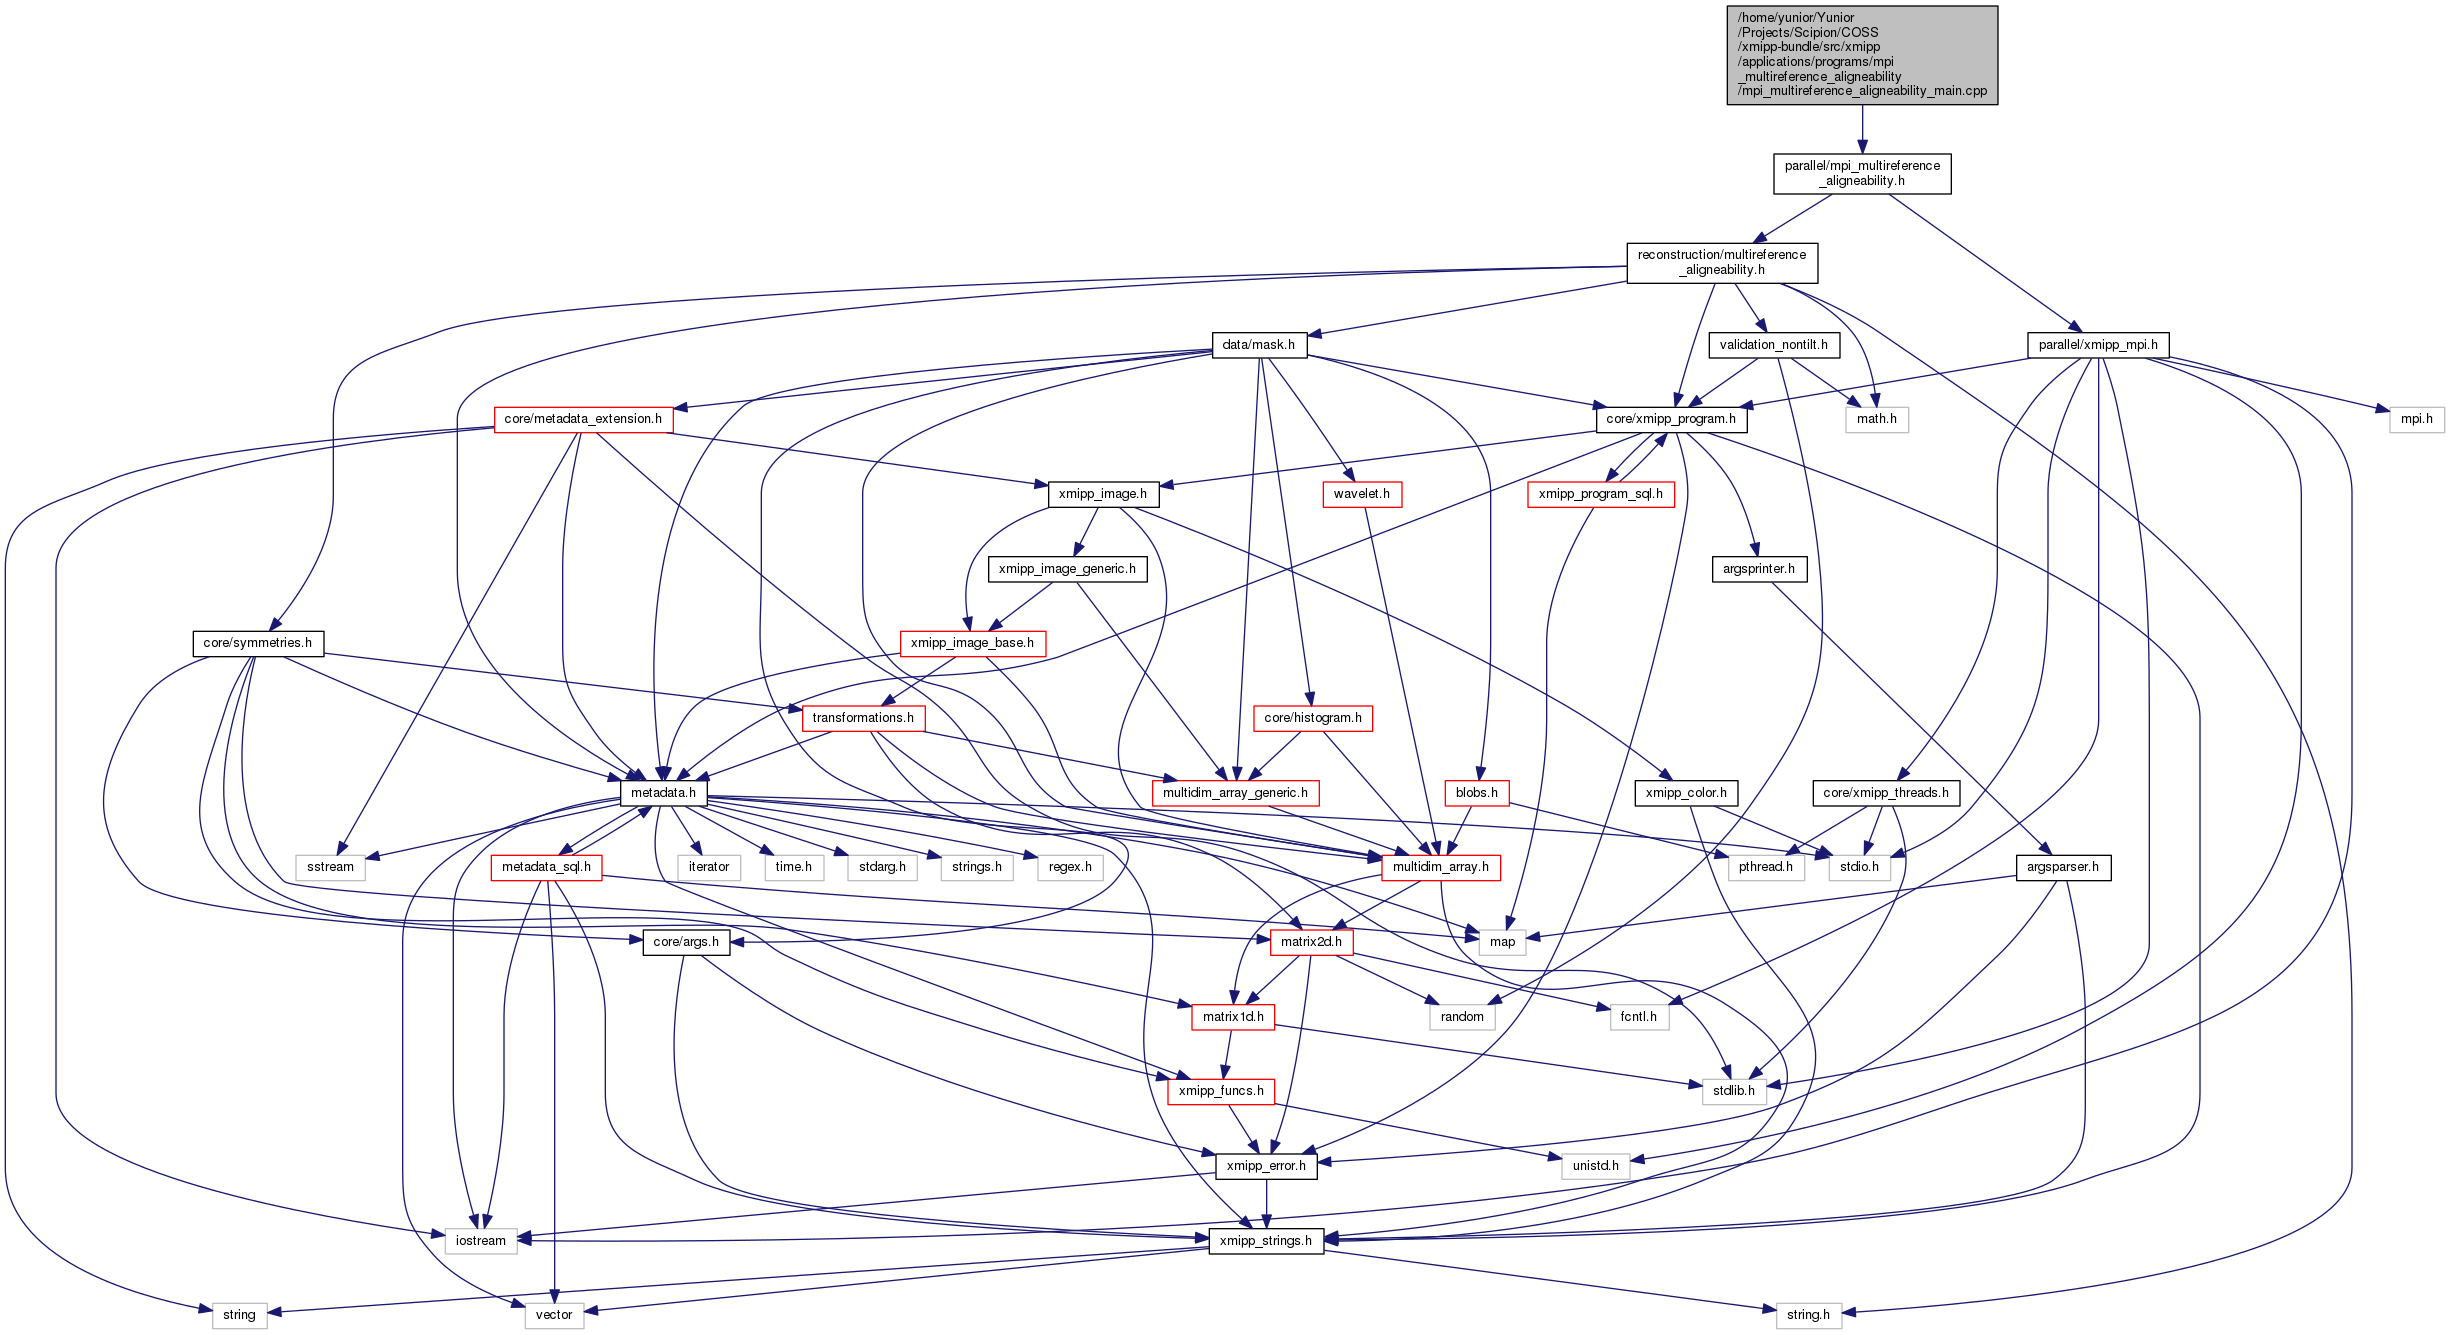 /home/yunior/Yunior
/Projects/Scipion/COSS
/xmipp-bundle/src/xmipp
/applications/programs/mpi
_multireference_aligneability
/mpi_multireference_aligneability_main.cpp
parallel/mpi_multireference
_aligneability.h
reconstruction/multireference
_aligneability.h
data/mask.h
validation_nontilt.h
parallel/xmipp_mpi.h
core/metadata_extension.h
core/xmipp_program.h
math.h
mpi.h
xmipp_image.h
wavelet.h
xmipp_program_sql.h
xmipp_image_generic.h
argsprinter.h
core/symmetries.h
xmipp_image_base.h
transformations.h
core/histogram.h
metadata.h
multidim_array_generic.h
blobs.h
xmipp_color.h
core/xmipp_threads.h
sstream
metadata_sql.h
iterator
time.h
stdarg.h
strings.h
regex.h
multidim_array.h
pthread.h
stdio.h
argsparser.h
core/args.h
matrix2d.h
map
matrix1d.h
random
fcntl.h
xmipp_funcs.h
stdlib.h
xmipp_error.h
unistd.h
iostream
xmipp_strings.h
string
vector
string.h